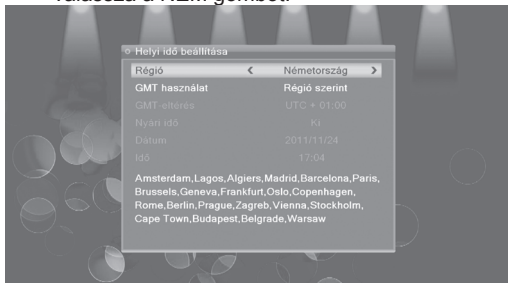 Helyi idő beállítása
Régió < Németország >
GMT használat Régió szerint
GMT-eltérés UTC + 01:00
Nyári idő Ki
Dátum 2011/11/24
Idő 17:04
Amsterdam,Lagos,Algiers,Madrid,Barcelona,Paris,
Brussels,Geneva,Frankfurt,Oslo,Copenhagen,
Rome,Berlin,Prague,Zagreb,Vienna,Stockholm,
Cape Town,Budapest,Belgrade,Warsaw